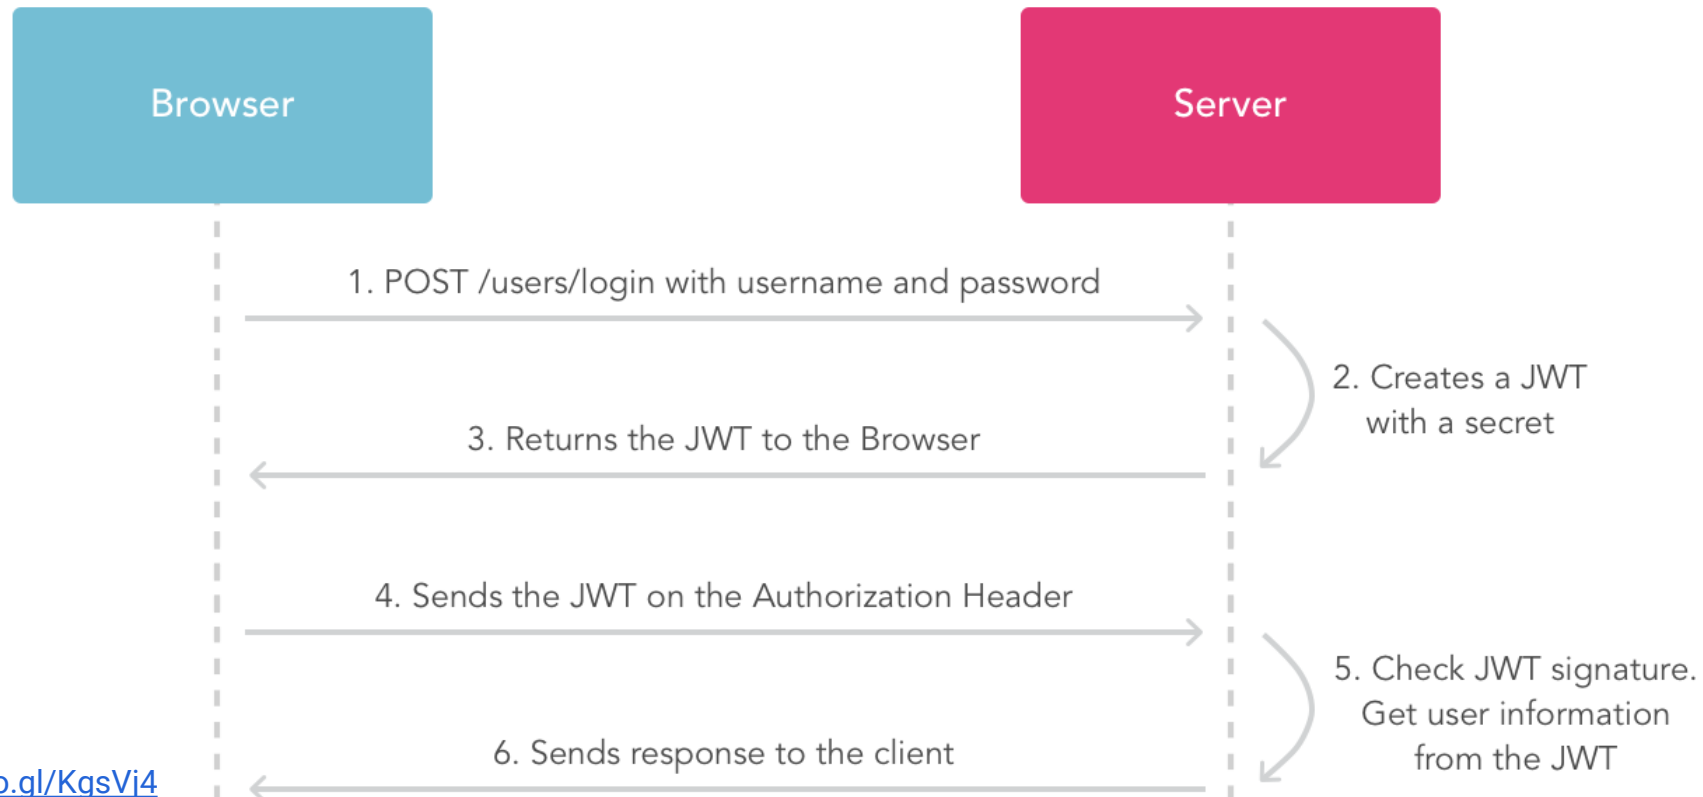 Browser
Server
1. POST /users/login with username and password
2. Creates a JWT
with a secret
3. Returns the JWT to the Browser
4. Sends the JWT on the Authorization Header
5. Check JWT signature.
Get user information
from the JWT
6. Sends response to the client
o.gl/KgsVj4